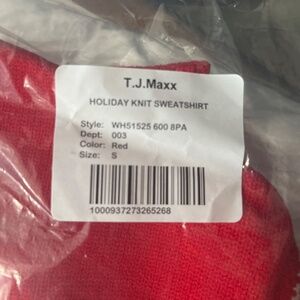 T.J.Maxx
HOLIDAY KNIT SWEATSHIRT
Style: WH51525 600 8PA
Dept: 003
Color: Red
Size: S
1000937273265268